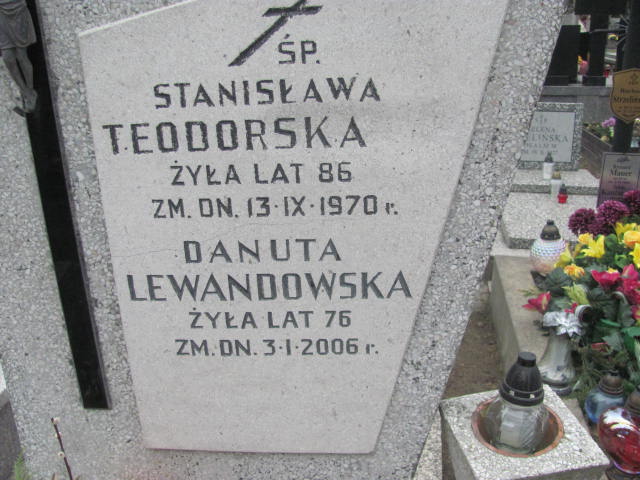 ŚP.
STANISŁAWA
TEODORSKA
ŻYŁA LAT 86
ZM. DN. 13·IX·1970 r.
DANUTA
LEWANDOWSKA
ŻYŁA LAT 76
ZM. DN. 3·I·2006 r.
Mauer